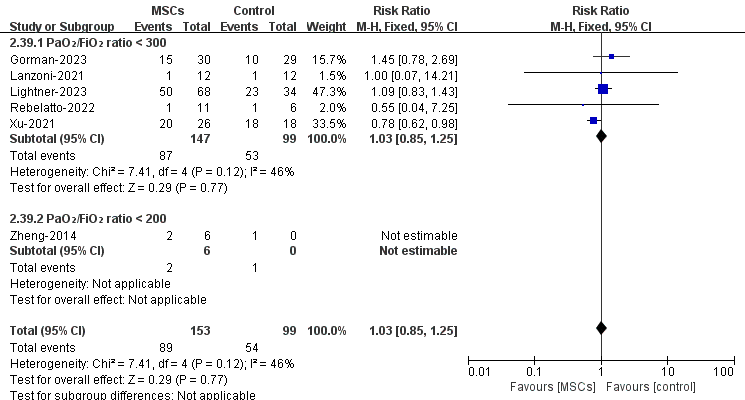 MSCs Control Risk Ratio Risk Ratio
Study or Subgroup Events Total Events Total Weight M-H, Fixed, 95% CI M-H, Fixed, 95% CI
2.39.1 PaO₂/FiO₂ ratio < 300
Gorman-2023 15 30 10 29 15.7% 1.45 [0.78, 2.69]
Lanzoni-2021 1 12 1 12 1.5% 1.00 [0.07, 14.21]
Lightner-2023 50 68 23 34 47.3% 1.09 [0.83, 1.43]
Rebelatto-2022 1 11 1 6 2.0% 0.55 [0.04, 7.25]
Xu-2021 20 26 18 18 33.5% 0.78 [0.62, 0.98]
Subtotal (95% CI) 147 99 100.0% 1.03 [0.85, 1.25]
Total events 87 53
Heterogeneity: Chi² = 7.41, df = 4 (P = 0.12); I² = 46%
Test for overall effect: Z = 0.29 (P = 0.77)
2.39.2 PaO₂/FiO₂ ratio < 200
Zheng-2014 2 6 1 0 Not estimable
Subtotal (95% CI) 6 0 Not estimable
Total events 2 1
Heterogeneity: Not applicable
Test for overall effect: Not applicable
Total (95% CI) 153 99 100.0% 1.03 [0.85, 1.25]
Total events 89 54
Heterogeneity: Chi² = 7.41, df = 4 (P = 0.12); I² = 46%
Test for overall effect: Z = 0.29 (P = 0.77)
Test for subgroup differences: Not applicable
0.01 0.1 1 10 100
Favours [MSCs] Favours [control]